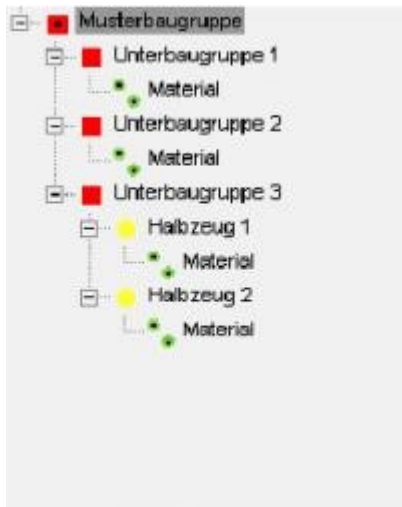 Musterbaugruppe
Unterbaugruppe 1
Material
Unterbaugruppe 2
Material
Unterbaugruppe 3
Halbzeug 1
Material
Halbzeug 2
Material